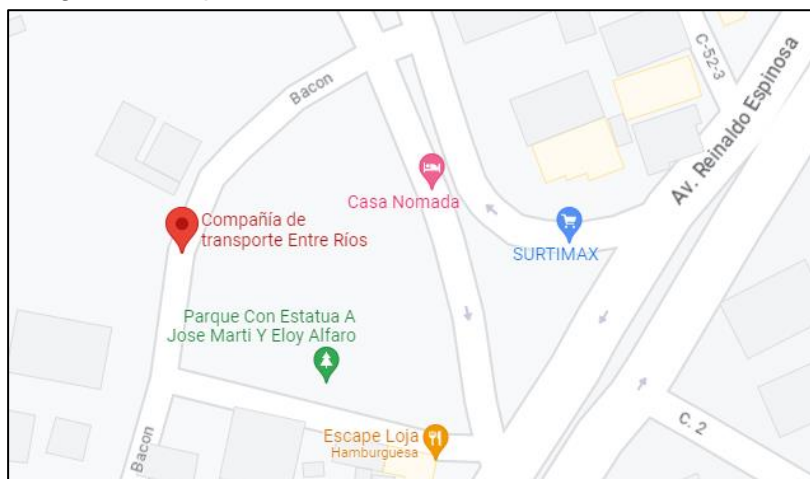 C-52-3
Av. Reinaldo Espinosa
Bacon
Casa Nomada
Compañía de
transporte Entre Ríos
SURTIMAX
Parque Con Estatua A
Jose Marti Y Eloy Alfaro
Escape Loja
Hamburguesa
C. 2
Bacon